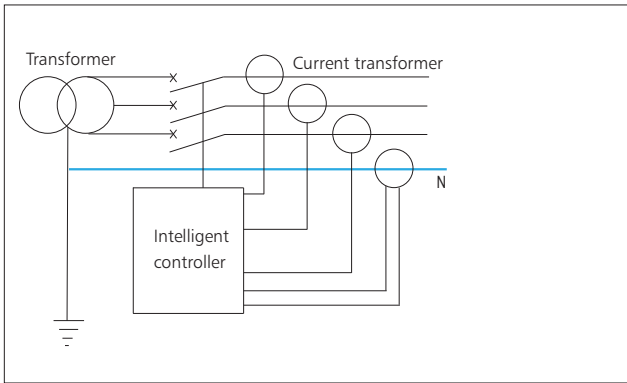 Transformer
Current transformer
N
Intelligent
controller